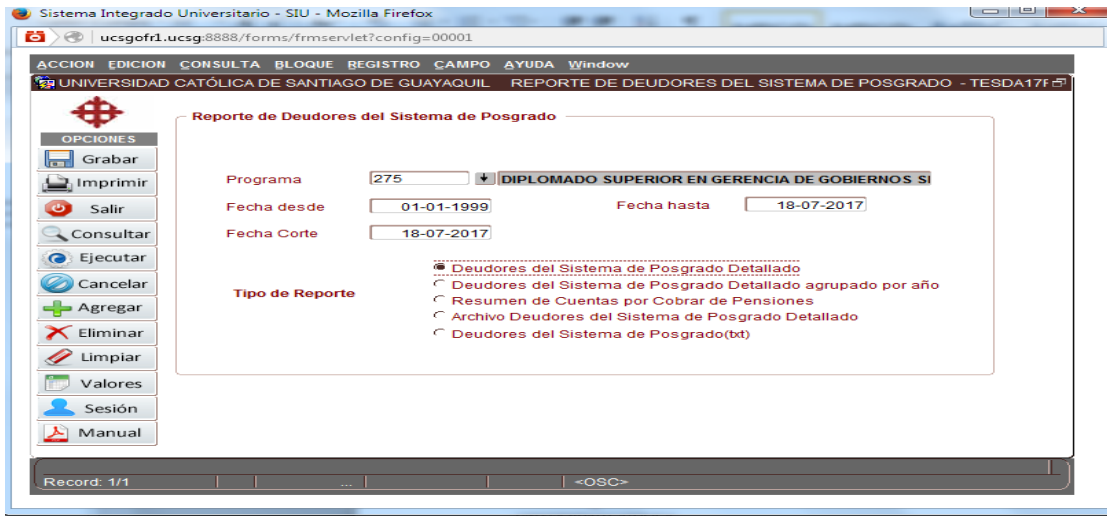 Sistema Integrado Universitario - SIU - Mozilla Firefox
ucsgofr1.ucsg:8888/forms/frmservlet?config=00001
ACCION EDICION CONSULTA BLOQUE REGISTRO CAMPO AYUDA Window
UNIVERSIDAD CATÓLICA DE SANTIAGO DE GUAYAQUIL REPORTE DE DEUDORES DEL SISTEMA DE POSGRADO - TESDA17F
OPCIONES
Grabar
Imprimir
Salir
Consultar
Ejecutar
Cancelar
Agregar
Eliminar
Limpiar
Valores
Sesión
Manual
Reporte de Deudores del Sistema de Posgrado
Programa 275 DIPLOMADO SUPERIOR EN GERENCIA DE GOBIERNOS SI
Fecha desde 01-01-1999 Fecha hasta 18-07-2017
Fecha Corte 18-07-2017
Tipo de Reporte
Deudores del Sistema de Posgrado Detallado
Deudores del Sistema de Posgrado Detallado agrupado por año
Resumen de Cuentas por Cobrar de Pensiones
Archivo Deudores del Sistema de Posgrado Detallado
Deudores del Sistema de Posgrado(txt)
Record: 1/1 ... <OSC>